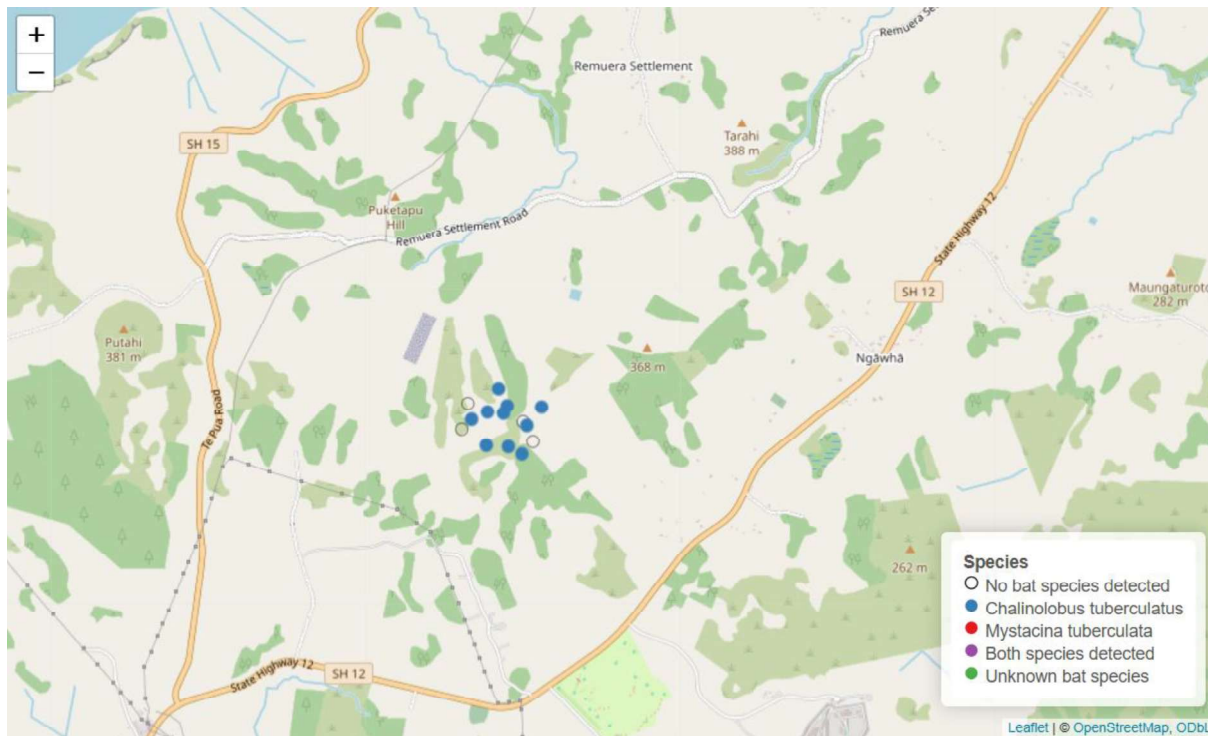 +
−
Remuera Settlement Road
Remuera Settlement
SH 15
Tarahi
388 m
Puketapu
Hill
Remuera Settlement Road
State Highway 12
SH 12
Maungaturoto
282 m
Putahi
381 m
368 m
Ngāwhā
Te Pua Road
262 m
State Highway 12
SH 12
Species
No bat species detected
Chalinolobus tuberculatus
Mystacina tuberculata
Both species detected
Unknown bat species
Leaflet | © OpenStreetMap, ODbL